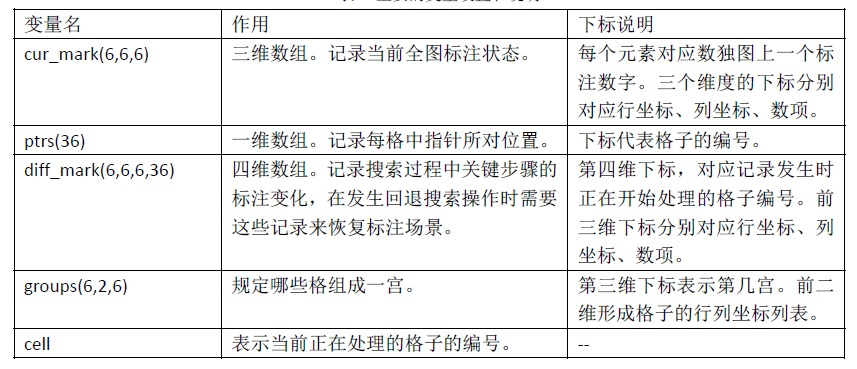 变量名 作用 下标说明
cur_mark(6,6,6) 三维数组。记录当前全图标注状态。 每个元素对应数独图上一个标
注数字。三个维度的下标分别
对应行坐标、列坐标、数项。
ptrs(36) 一维数组。记录每格中指针所对位置。 下标代表格子的编号。
diff_mark(6,6,6,36) 四维数组。记录搜索过程中关键步骤的 第四维下标，对应记录发生时
标注变化，在发生回退搜索操作时需要 正在开始处理的格子编号。前
这些记录来恢复标注场景。 三维下标分别对应行坐标、列
坐标、数项。
groups(6,2,6) 规定哪些格组成一宫。 第三维下标表示第几宫。前二
维形成格子的行列坐标列表。
cell 表示当前正在处理的格子的编号。 --